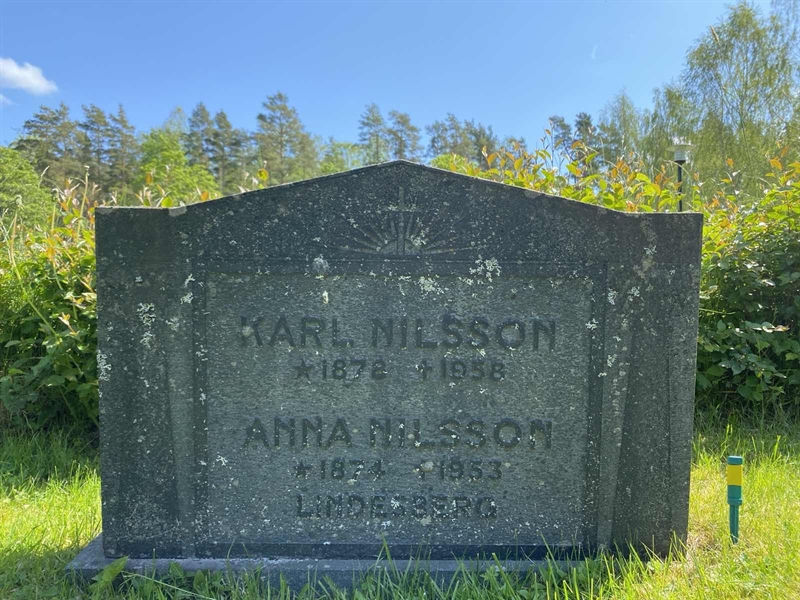 KARL NILSSON
*1878 †1958
ANNA NILSSON
*1874 †1953
LINDESBERG